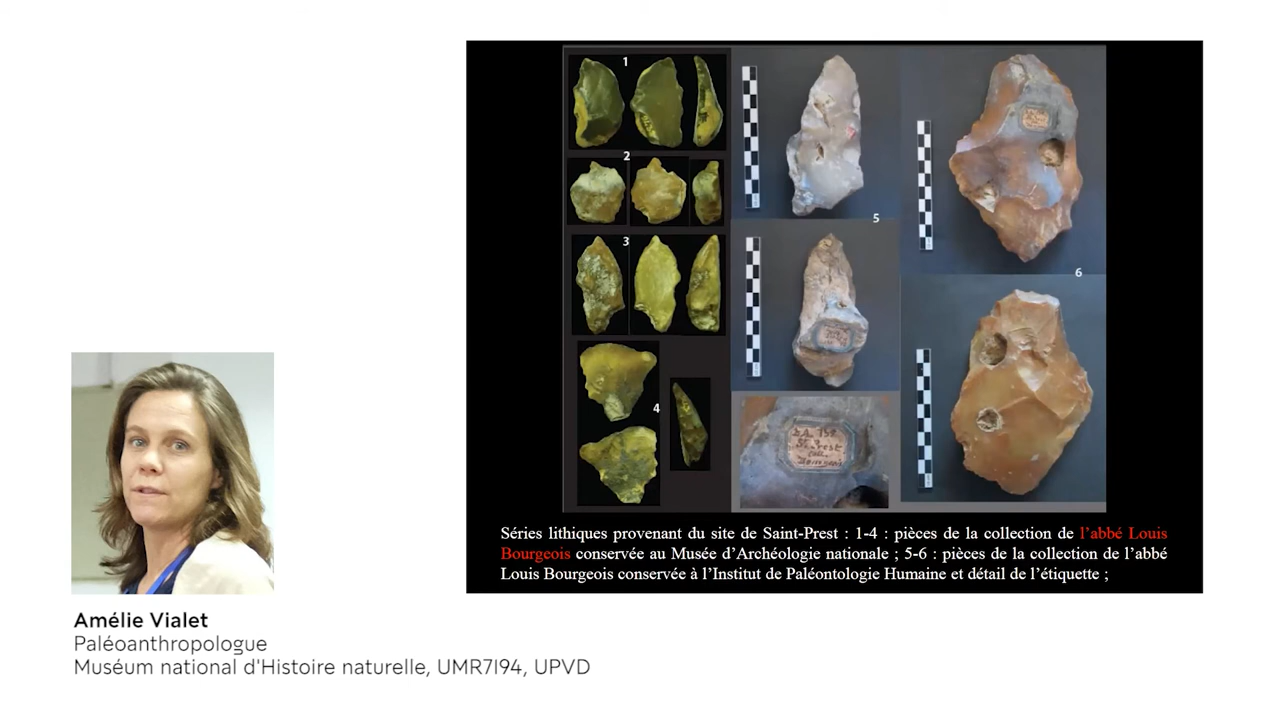 1
2
3
4
5
6
St Prest
Séries lithiques provenant du site de Saint-Prest : 1-4 : pièces de la collection de l'abbé Louis
Bourgeois conservée au Musée d'Archéologie nationale ; 5-6 : pièces de la collection de l'abbé
Louis Bourgeois conservée à l'Institut de Paléontologie Humaine et détail de l'étiquette ;
Amélie Vialet
Paléoanthropologue
Muséum national d'Histoire naturelle, UMR7194, UPVD